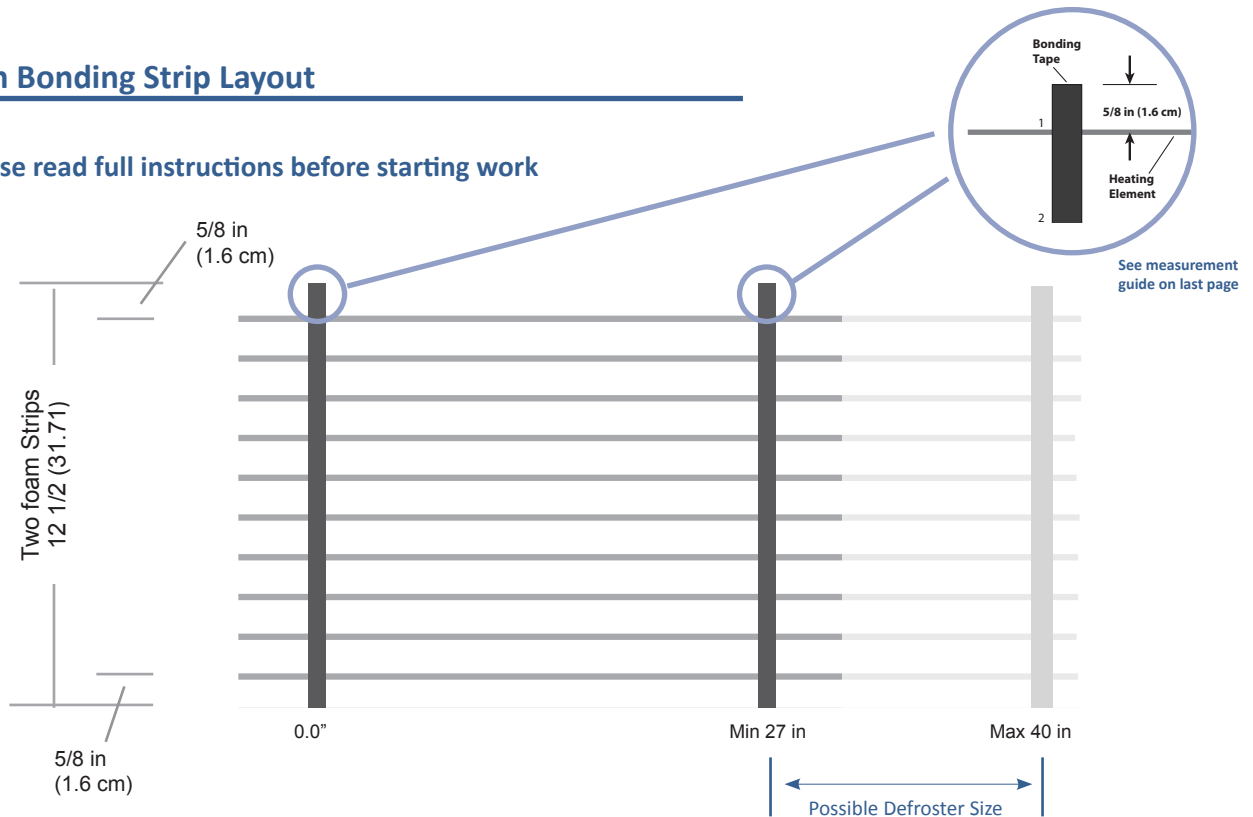 n Bonding Strip Layout
se read full instructions before starting work
Bonding
Tape
5/8 in (1.6 cm)
1
Heating
Element
2
See measurement
guide on last page
5/8 in
(1.6 cm)
Two foam Strips
12 1/2 (31.71)
5/8 in
(1.6 cm)
0.0”
Min 27 in
Max 40 in
Possible Defroster Size